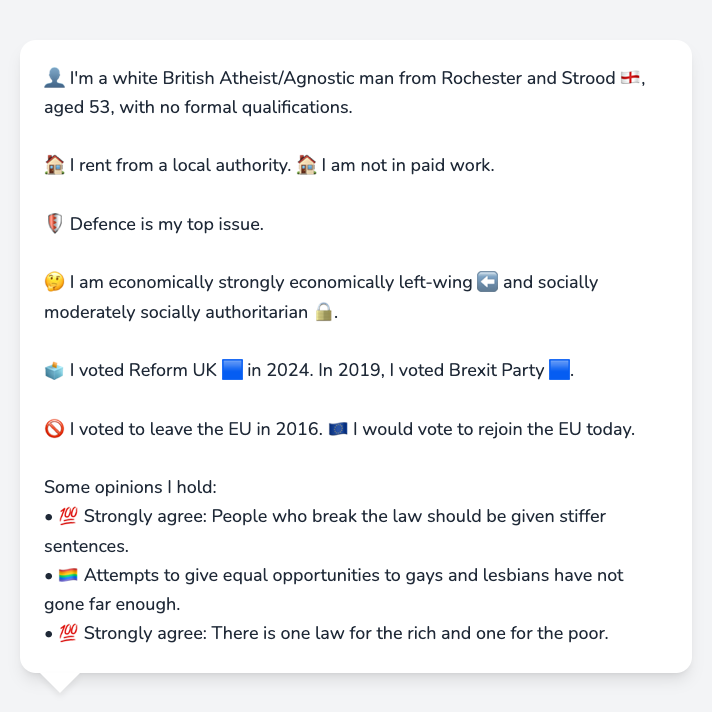 👤 I'm a white British Atheist/Agnostic man from Rochester and Strood 🏴󠁧󠁢󠁥󠁮󠁧󠁿,
aged 53, with no formal qualifications.
🏠 I rent from a local authority. 🏠 I am not in paid work.
🛡️ Defence is my top issue.
🤔 I am economically strongly economically left-wing ⬅️ and socially
moderately socially authoritarian 🔒.
🗳️ I voted Reform UK 🟦 in 2024. In 2019, I voted Brexit Party 🟦.
🚫 I voted to leave the EU in 2016. 🇪🇺 I would vote to rejoin the EU today.
Some opinions I hold:
• 💯 Strongly agree: People who break the law should be given stiffer
sentences.
• 🏳️‍🌈 Attempts to give equal opportunities to gays and lesbians have not
gone far enough.
• 💯 Strongly agree: There is one law for the rich and one for the poor.